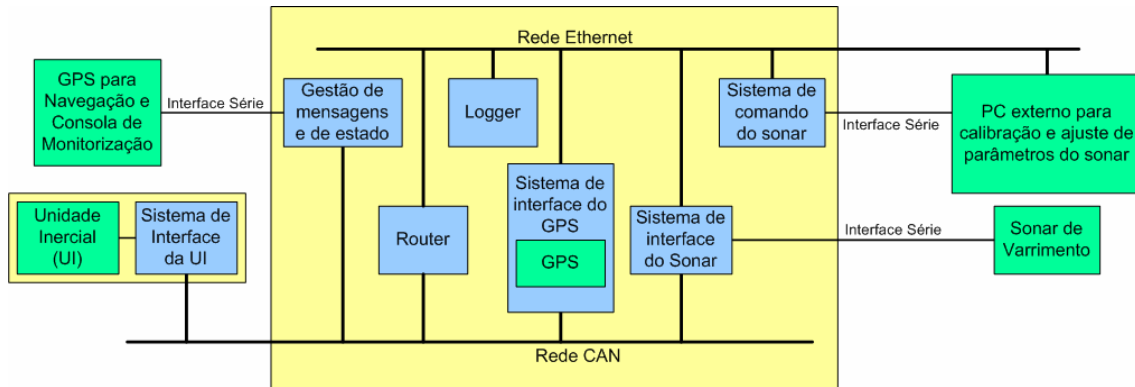 Rede Ethernet
GPS para
Navegação e
Consola de
Monitorização
Interface Série
Gestão de
mensagens
e de estado
Logger
Sistema de
comando
do sonar
Interface Série
PC externo para
calibração e ajuste de
parâmetros do sonar
Unidade
Inercial
(UI)
Sistema de
Interface
da UI
Router
Sistema de
interface do
GPS
GPS
Sistema de
interface
do Sonar
Interface Série
Sonar de
Varrimento
Rede CAN